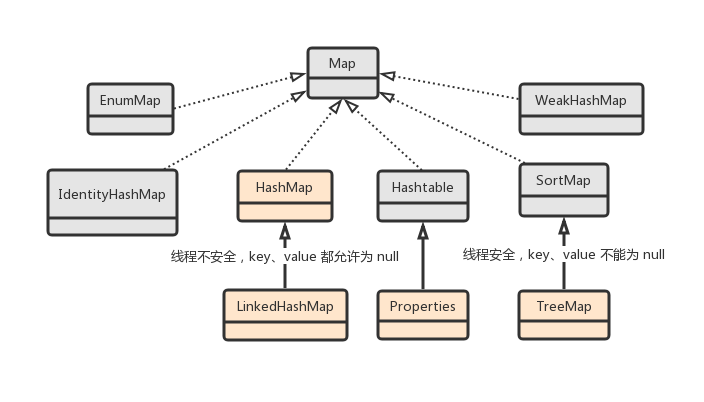 Map
EnumMap
WeakHashMap
IdentityHashMap
HashMap
Hashtable
SortMap
线程不安全，key、value 都允许为 null
线程安全，key、value 不能为 null
LinkedHashMap
Properties
TreeMap